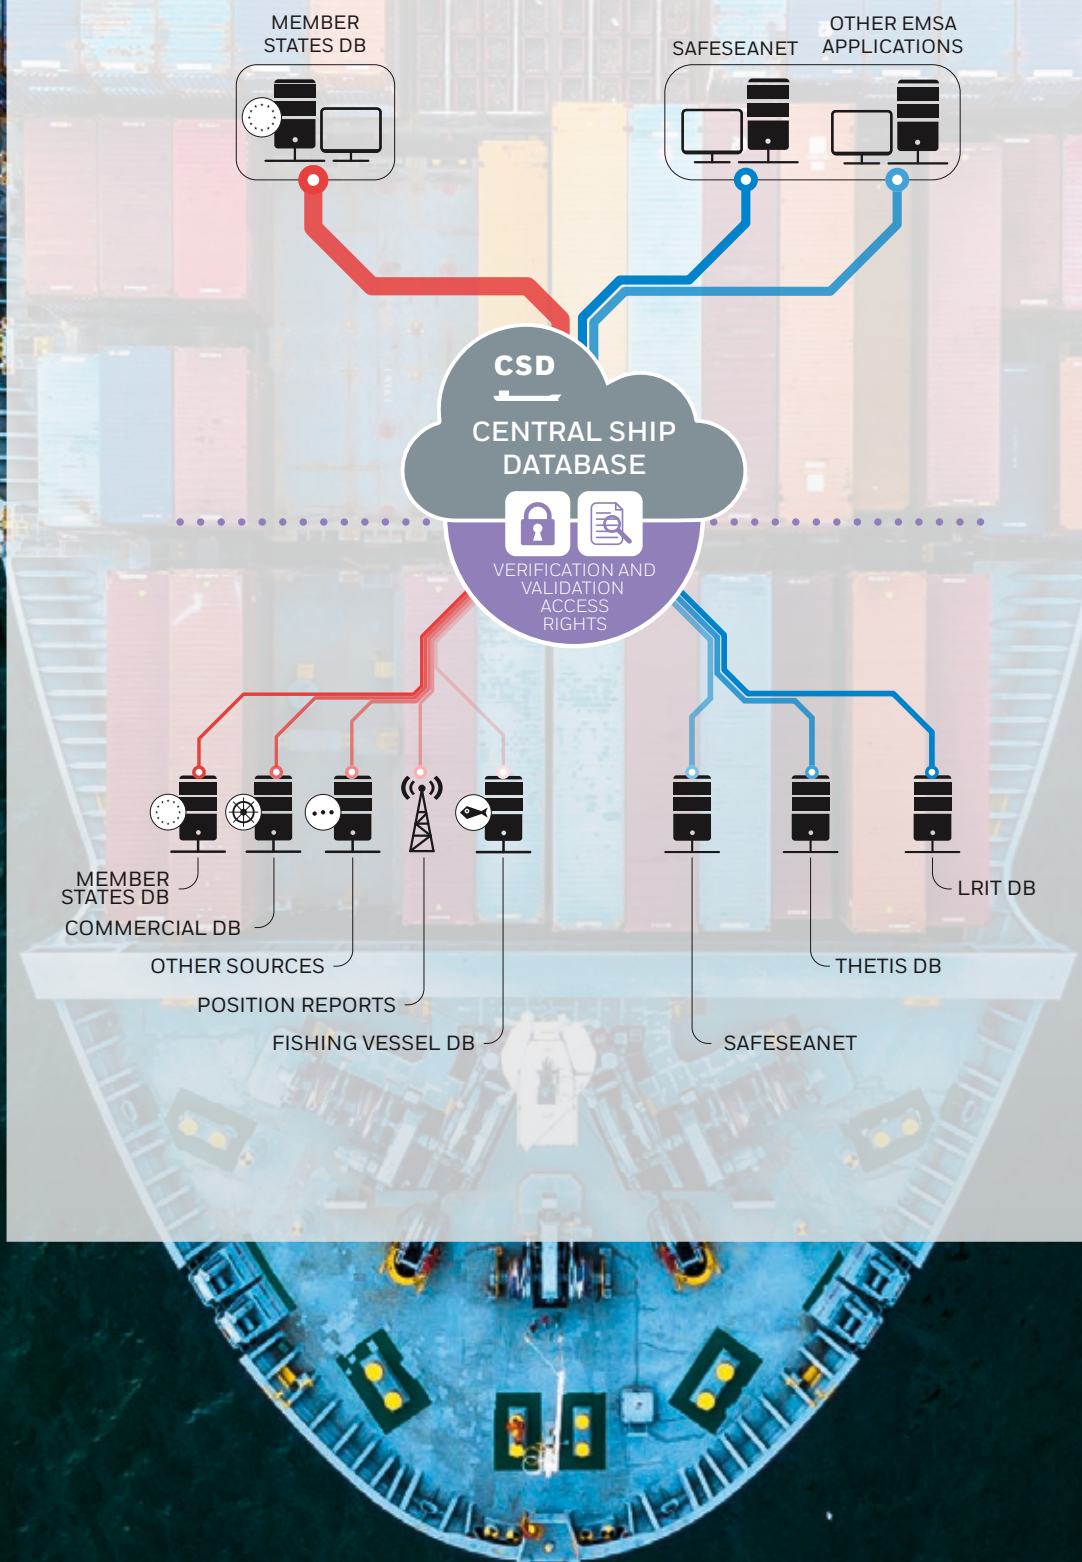 MEMBER
STATES DB
SAFESEANET
OTHER EMSA
APPLICATIONS
CSD
CENTRAL SHIP
DATABASE
VERIFICATION AND
VALIDATION
ACCESS
RIGHTS
MEMBER
STATES DB
COMMERCIAL DB
OTHER SOURCES
POSITION REPORTS
FISHING VESSEL DB
LRIT DB
THETIS DB
SAFESEANET